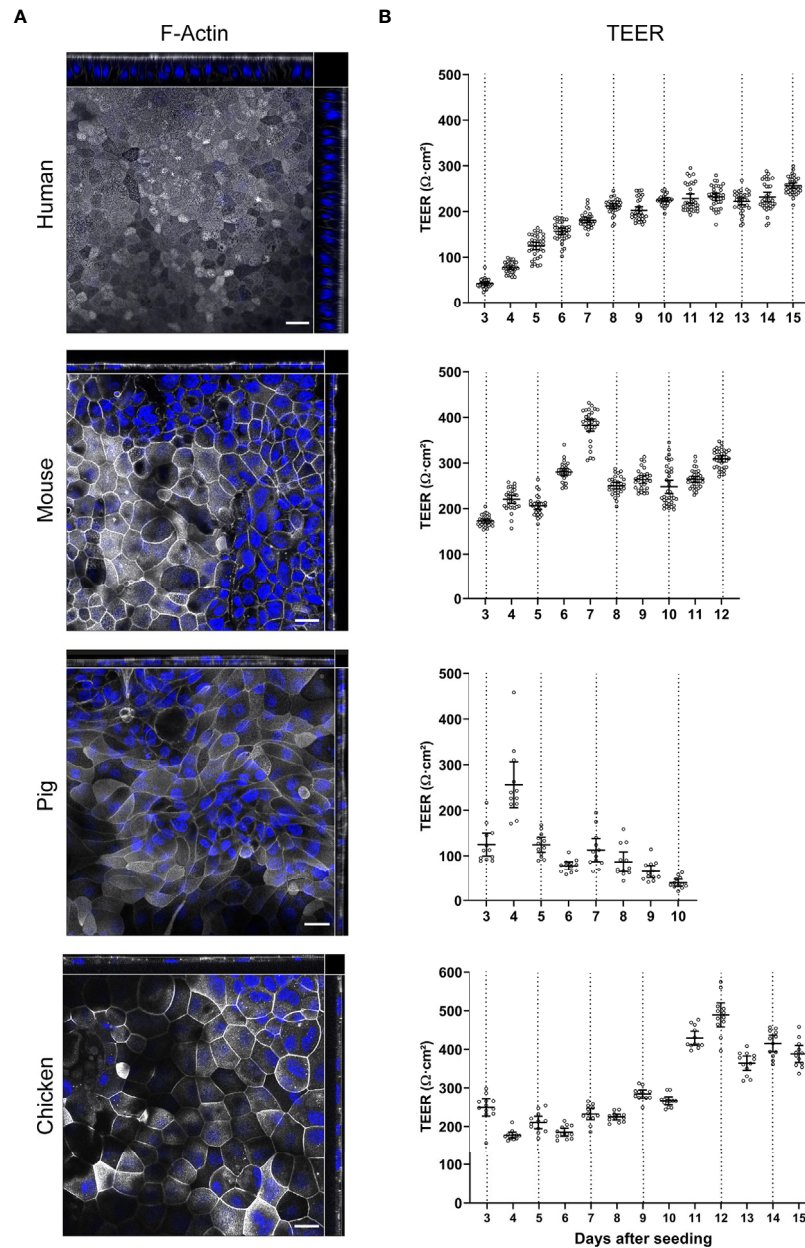 A
B
F-Actin
TEER
Human
TEER (Ω·cm²)
500
400
300
200
100
0
3 4 5 6 7 8 9 10 11 12 13 14 15
Mouse
TEER (Ω·cm²)
500
400
300
200
100
0
3 4 5 6 7 8 9 10 11 12
Pig
TEER (Ω·cm²)
500
400
300
200
100
0
3 4 5 6 7 8 9 10
Chicken
TEER (Ω·cm²)
600
500
400
300
200
100
0
3 4 5 6 7 8 9 10 11 12 13 14 15
Days after seeding